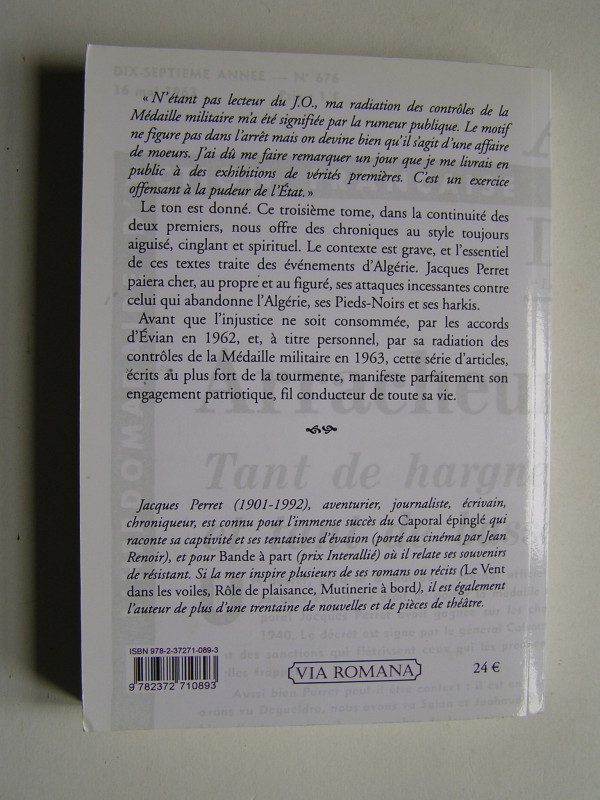 DIX-SEPTIEME ANNÉE — N° 676
« N'étant pas lecteur du J.O., ma radiation des contrôles de la
Médaille militaire m'a été signifiée par la rumeur publique. Le motif
ne figure pas dans l'arrêt mais on devine bien qu'il s'agit d'une affaire
de moeurs. J'ai dû me faire remarquer un jour que je me livrais en
public à des exhibitions de vérités premières. C'est un exercice
offensant à la pudeur de l'État. »
Le ton est donné. Ce troisième tome, dans la continuité des
deux premiers, nous offre des chroniques au style toujours
aiguisé, cinglant et spirituel. Le contexte est grave, et l'essentiel
de ces textes traite des événements d'Algérie. Jacques Perret
paiera cher, au propre et au figuré, ses attaques incessantes contre
celui qui abandonne l'Algérie, ses Pieds-Noirs et ses harkis.
Avant que l'injustice ne soit consommée, par les accords
d'Évian en 1962, et, à titre personnel, par sa radiation des
contrôles de la Médaille militaire en 1963, cette série d'articles,
écrits au plus fort de la tourmente, manifeste parfaitement son
engagement patriotique, fil conducteur de toute sa vie.
Tant de hargne
Jacques Perret (1901-1992), aventurier, journaliste, écrivain,
chroniqueur, est connu pour l'immense succès du Caporal épinglé qui
raconte sa captivité et ses tentatives d'évasion (porté au cinéma par Jean
Renoir), et pour Bande à part (prix Interallié) où il relate ses souvenirs
de résistant. Si la mer inspire plusieurs de ses romans ou récits (Le Vent
dans les voiles, Rôle de plaisance, Mutinerie à bord), il est également
l'auteur de plus d'une trentaine de nouvelles et de pièces de théâtre.
ISBN 978-2-37271-089-3
9 782372 710893
VIA ROMANA
24 €